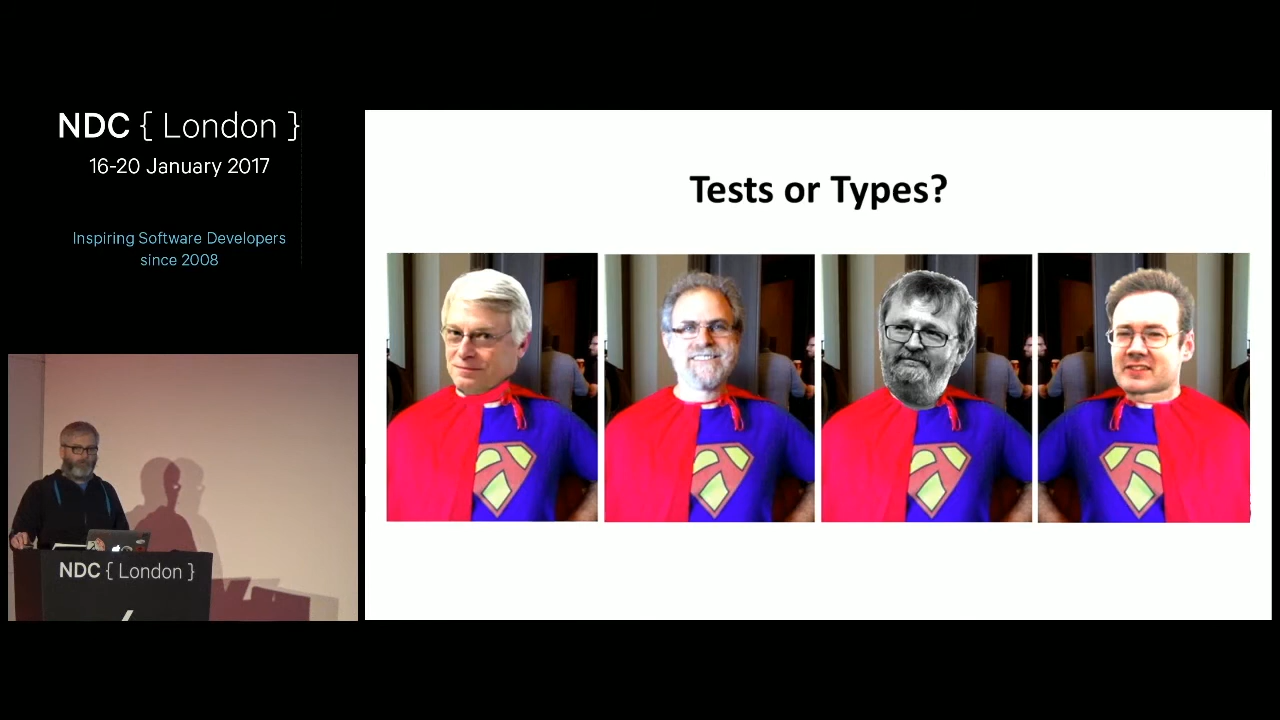 NDC { London }
16-20 January 2017
Inspiring Software Developers
since 2008
Tests or Types?
NDC { London }